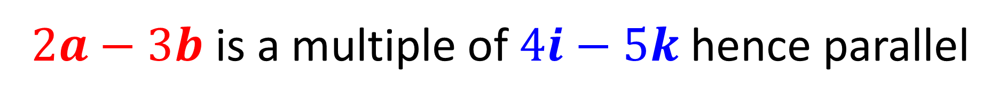 2a − 3b is a multiple of 4i − 5k hence parallel